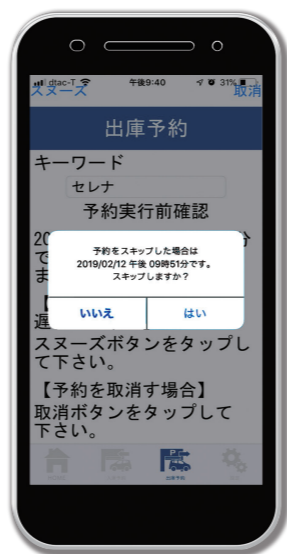 dtac-T 午後9:40 31%
スヌーズ 取消
出庫予約
キーワード
セレナ
予約実行前確認
20 分
で
ま
予約をスキップした場合は
2019/02/12 午後 09時51分です。
スキップしますか？
いいえ はい
【
遅
スヌーズボタンをタップし
て下さい。
【予約を取消す場合】
取消ボタンをタップして
下さい。
出庫予約